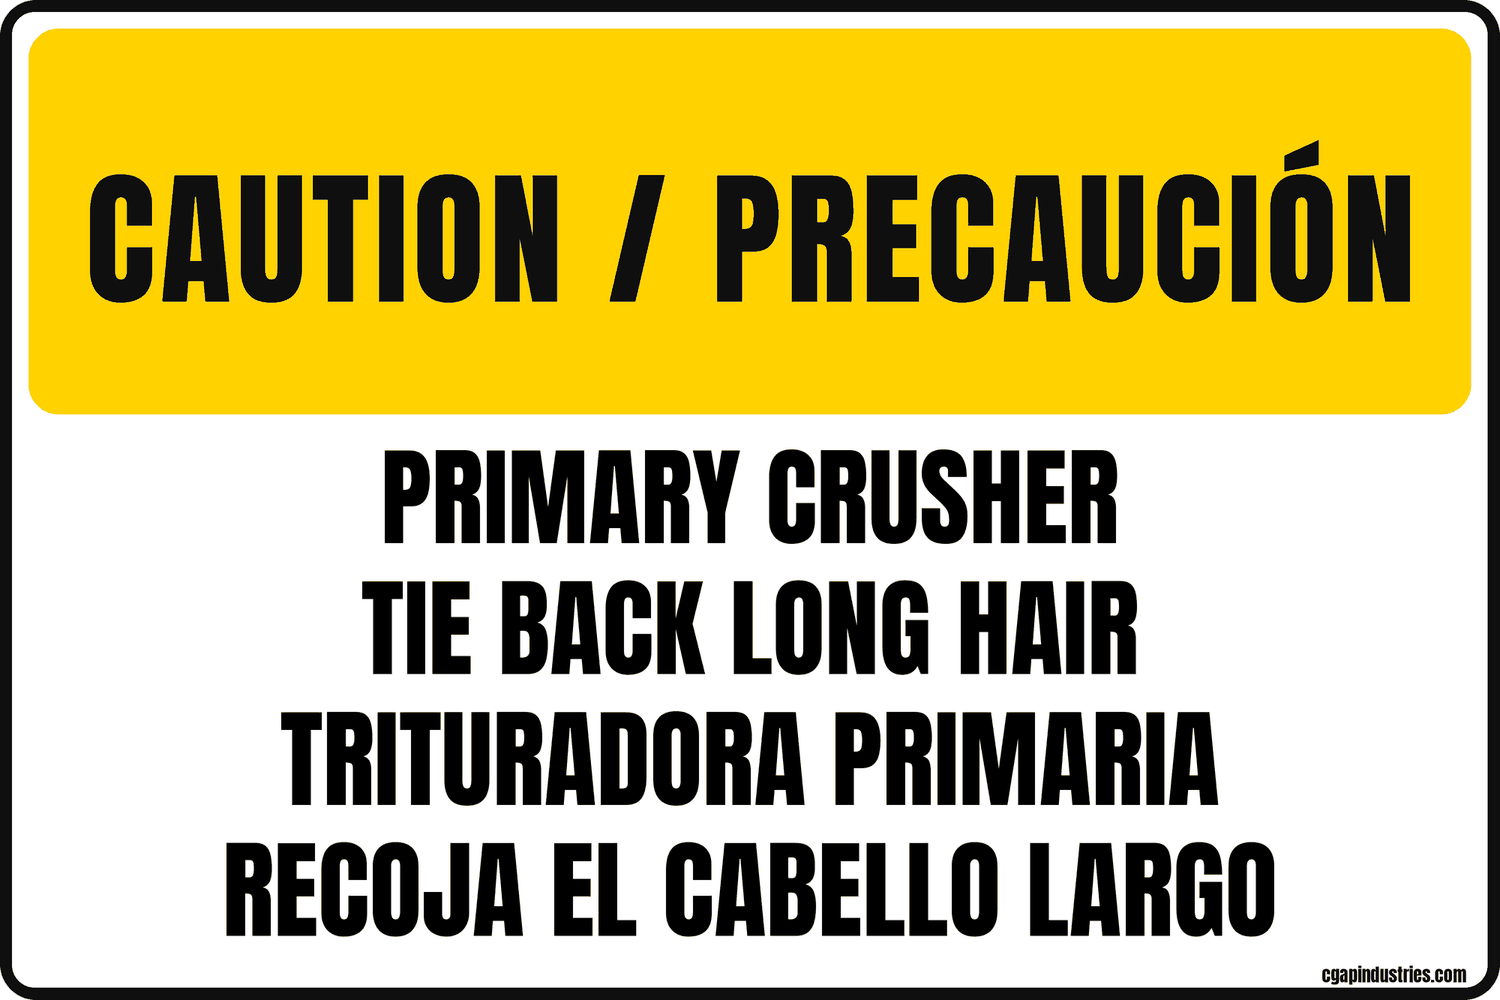 CAUTION / PRECAUCIÓN
PRIMARY CRUSHER
TIE BACK LONG HAIR
TRITURADORA PRIMARIA
RECOJA EL CABELLO LARGO
cgapindustries.com